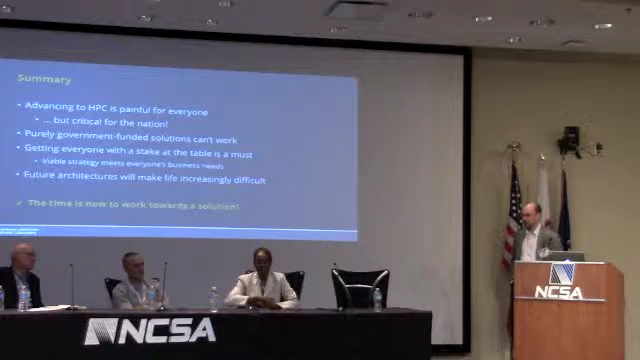 Summary
• Advancing to HPC is painful for everyone
• ... but critical for the nation!
• Purely government-funded solutions can't work
• Getting everyone with a stake at the table is a must
• Viable strategy meets everyone's business needs
• Future architectures will make life increasingly difficult
✓ The time is now to work towards a solution!
NCSA
NCSA